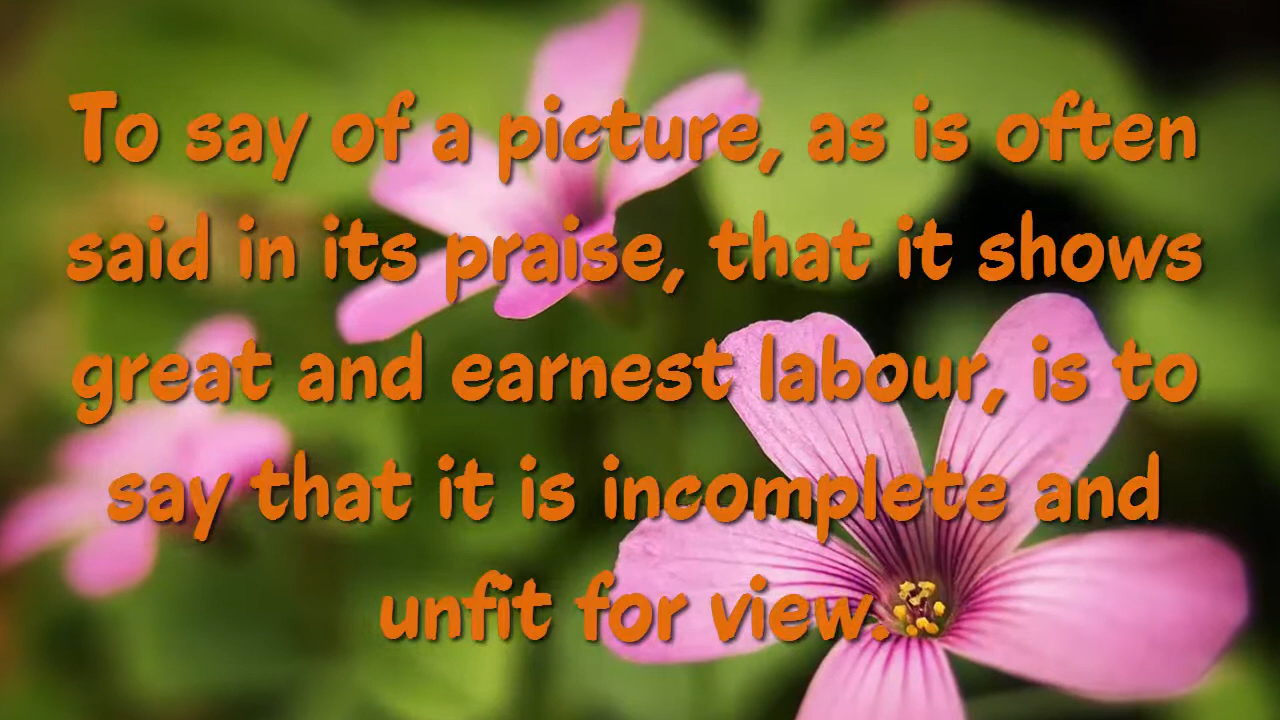 To say of a picture, as is often
said in its praise, that it shows
great and earnest labour, is to
say that it is incomplete and
unfit for view.